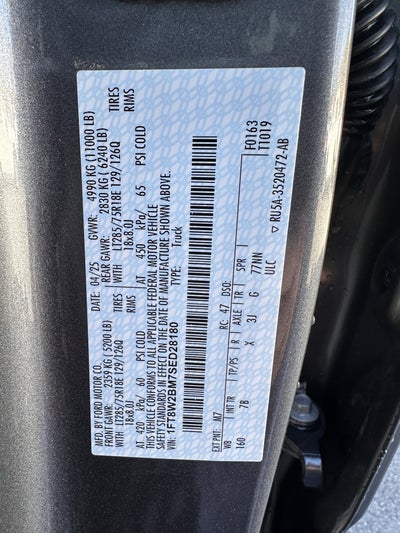 MFD. BY FORD MOTOR CO.
DATE: 04/25 GVWR: 4990 KG (11000 LB)
FRONT GAWR: 2359 KG (5200 LB) REAR GAWR: 2830 KG (6240 LB)
WITH LT285/75R18E 129/126Q TIRES WITH LT285/75R18E 129/126Q TIRES
18x8.0J RIMS 18x8.0J RIMS
AT 420 kPa/ 60 PSI COLD AT 450 kPa/ 65 PSI COLD
THIS VEHICLE CONFORMS TO ALL APPLICABLE FEDERAL MOTOR VEHICLE
SAFETY STANDARDS IN EFFECT ON THE DATE OF MANUFACTURE SHOWN ABOVE.
VIN: 1FT8W2BM7SED28180
TYPE: Truck
F0163
T1019
EXT PNT: M7 RC: 47 DSO:
WB INT TR TP/PS R AXLE TR SPR
160 7B X 3J G 77NN
ULC
▽ RU5A-3520472-AB